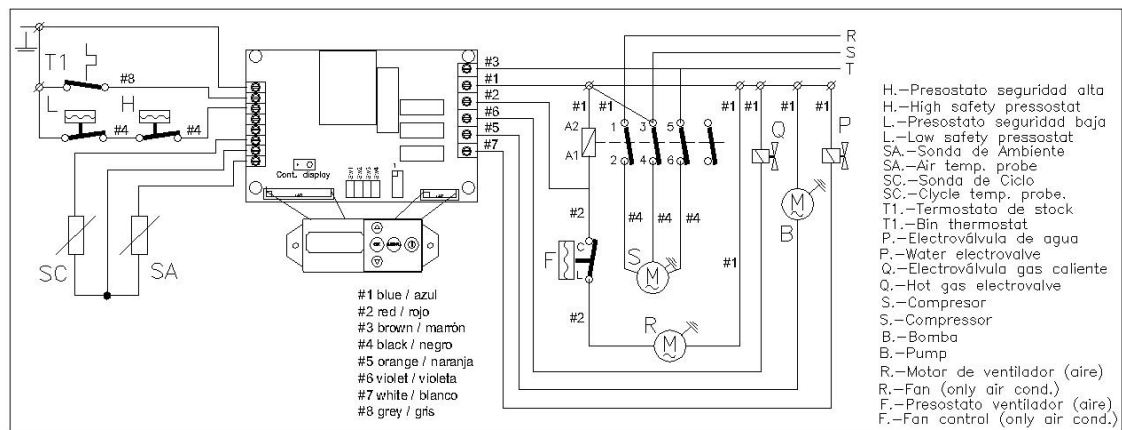 R
S
T
T1
#8
L
H
#4
#4
#3
#1
#2
#6
#5
#7
Cont. display
SC
SA
#1
#1
#1
#1
#1
#1
A2
A1
1
3
5
2
4
6
Q
P
#2
#4
#4
#4
M
B
F
C
L
S
M
#1
#2
R
M
#1 blue / azul
#2 red / rojo
#3 brown / marrón
#4 black / negro
#5 orange / naranja
#6 violet / violeta
#7 white / blanco
#8 grey / gris
H.-Presostato seguridad alta
H.-High safety pressostat
L.-Presostato seguridad baja
L.-Low safety pressostat
SA.-Sonda de Ambiente
SA.-Air temp. probe
SC.-Sonda de Ciclo
SC.-Clycle temp. probe.
T1.-Termostato de stock
T1.-Bin thermostat
P.-Electroválvula de agua
P.-Water electrovalve
Q.-Electroválvula gas caliente
Q.-Hot gas electrovalve
S.-Compresor
S.-Compressor
B.-Bomba
B.-Pump
R.-Motor de ventilador (aire)
R.-Fan (only air cond.)
F.-Presostato ventilador (aire)
F.-Fan control (only air cond.)